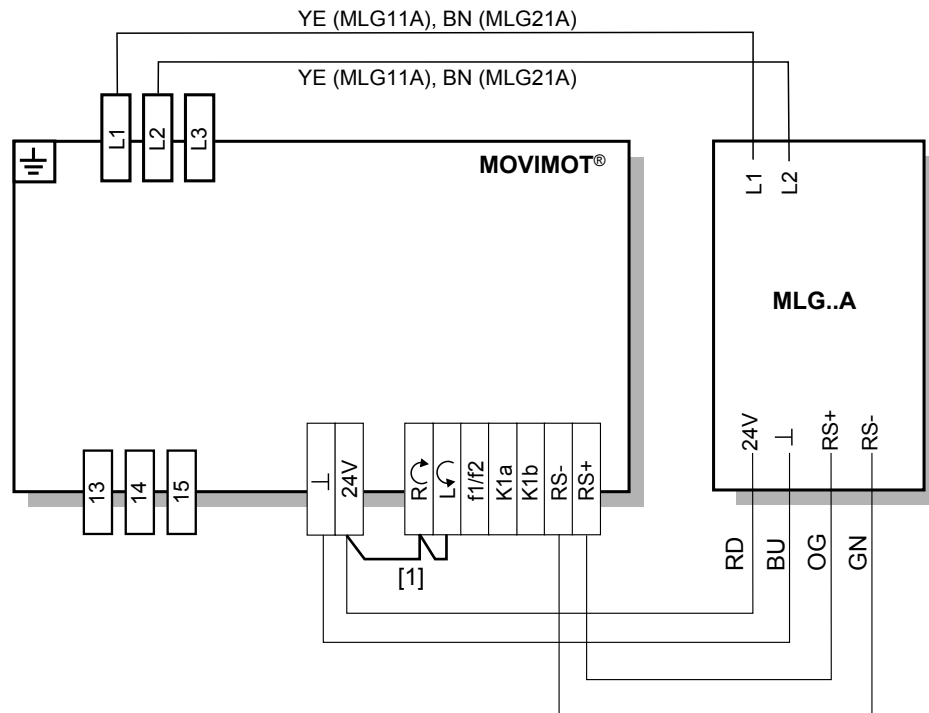 YE (MLG11A), BN (MLG21A)
YE (MLG11A), BN (MLG21A)
L1
L2
L3
MOVIMOT®
L1
L2
MLG..A
13
14
15
⊥
24V
R
L
f1/f2
K1a
K1b
RS-
RS+
24V
⊥
RS+
RS-
RD
BU
OG
GN
[1]